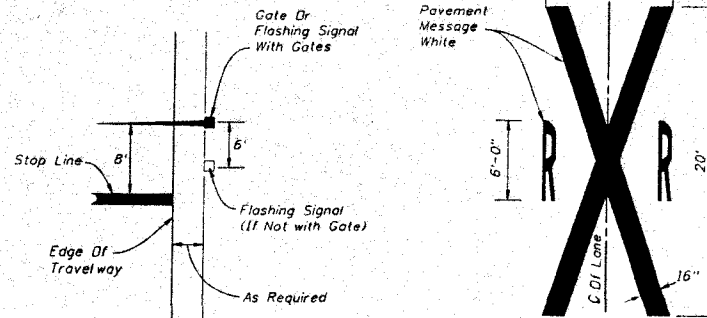 Gate Or
Flashing Signal
With Gates
Stop Line
8'
6'
Flashing Signal
(If Not with Gate)
Edge Of
Travelway
As Required
Pavement
Message
White
6'-0"
R
R
20'
C Of Lane
16"